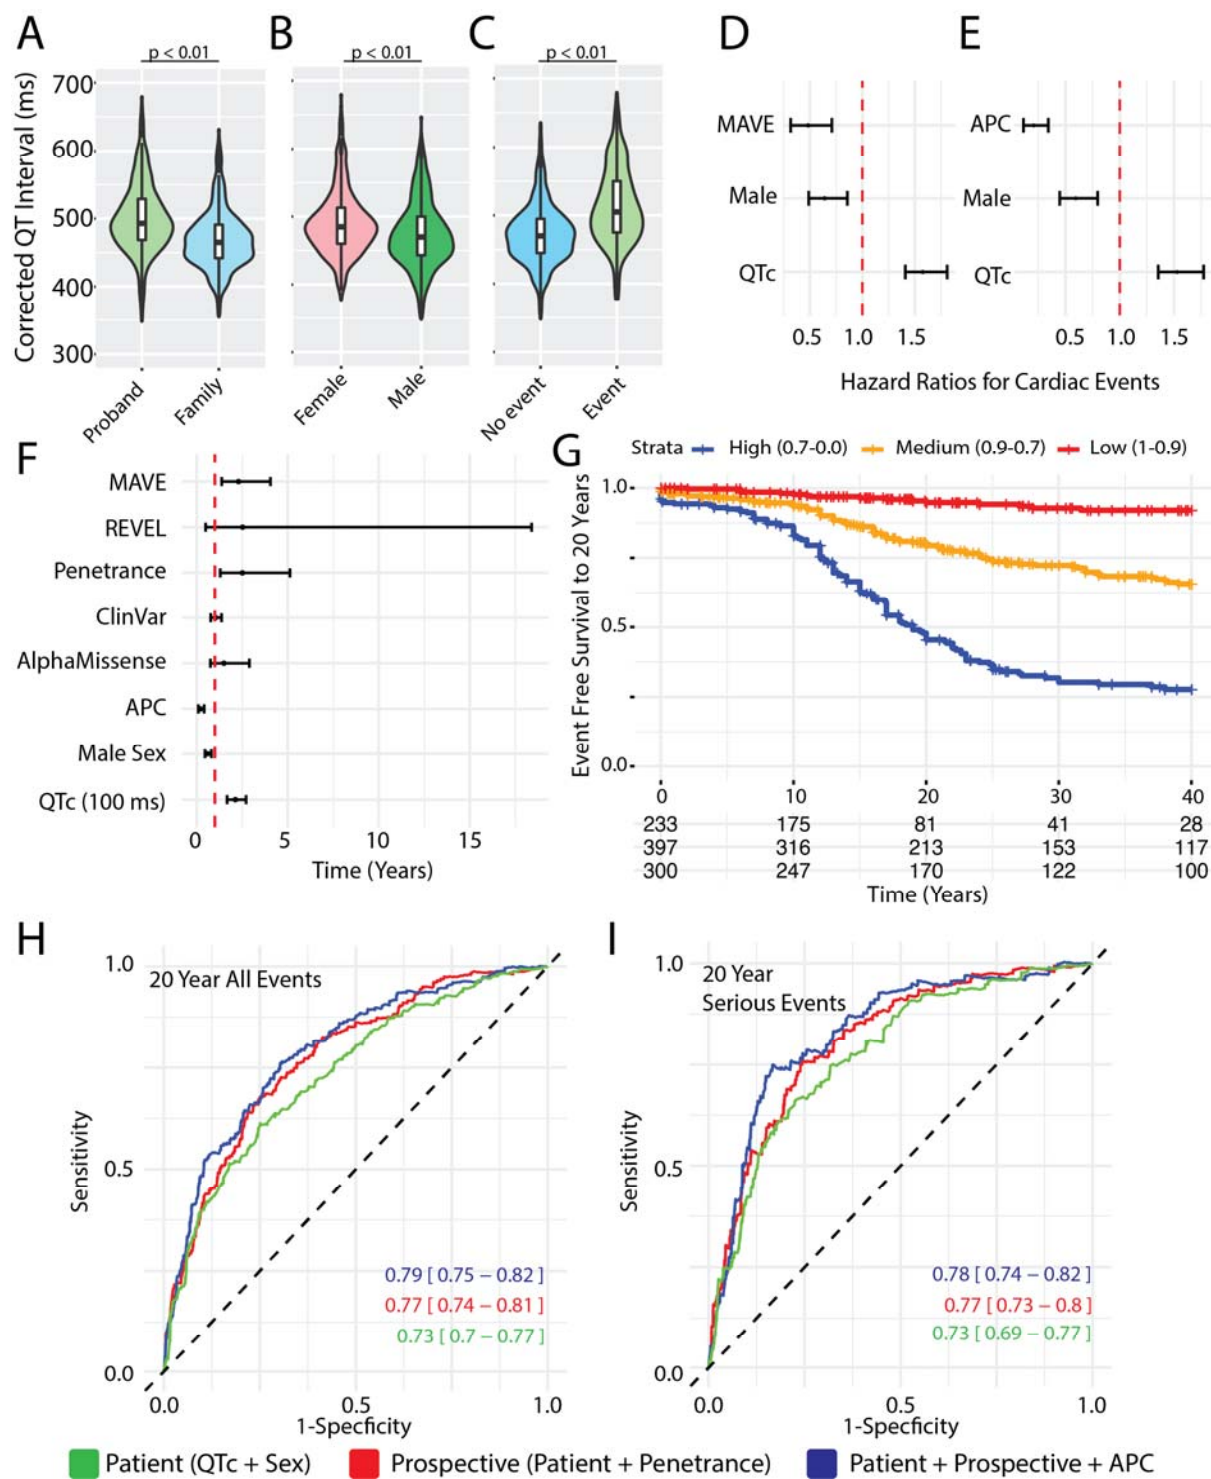 A
B
C
D
E
p < 0.01
p < 0.01
p < 0.01
Corrected QT Interval (ms)
700
600
500
400
300
Proband
Family
Female
Male
No event
Event
MAVE
Male
QTc
0.5
1.0
1.5
APC
Male
QTc
0.5
1.0
1.5
Hazard Ratios for Cardiac Events
F
MAVE
REVEL
Penetrance
ClinVar
AlphaMissense
APC
Male Sex
QTc (100 ms)
0 5 10 15
Time (Years)
G
Strata High (0.7-0.0) Medium (0.9-0.7) Low (1-0.9)
Event Free Survival to 20 Years
1.0
0.5
0.0
0 10 20 30 40
233 175 81 41 28
397 316 213 153 117
300 247 170 122 100
Time (Years)
H
20 Year All Events
Sensitivity
1.0
0.5
0.0
0.79 [ 0.75 – 0.82 ]
0.77 [ 0.74 – 0.81 ]
0.73 [ 0.7 – 0.77 ]
0.0 0.5 1.0
1-Specificity
I
20 Year
Serious Events
Sensitivity
1.0
0.5
0.0
0.78 [ 0.74 – 0.82 ]
0.77 [ 0.73 – 0.8 ]
0.73 [ 0.69 – 0.77 ]
0.0 0.5 1.0
1-Specificity
Patient (QTc + Sex) Prospective (Patient + Penetrance) Patient + Prospective + APC